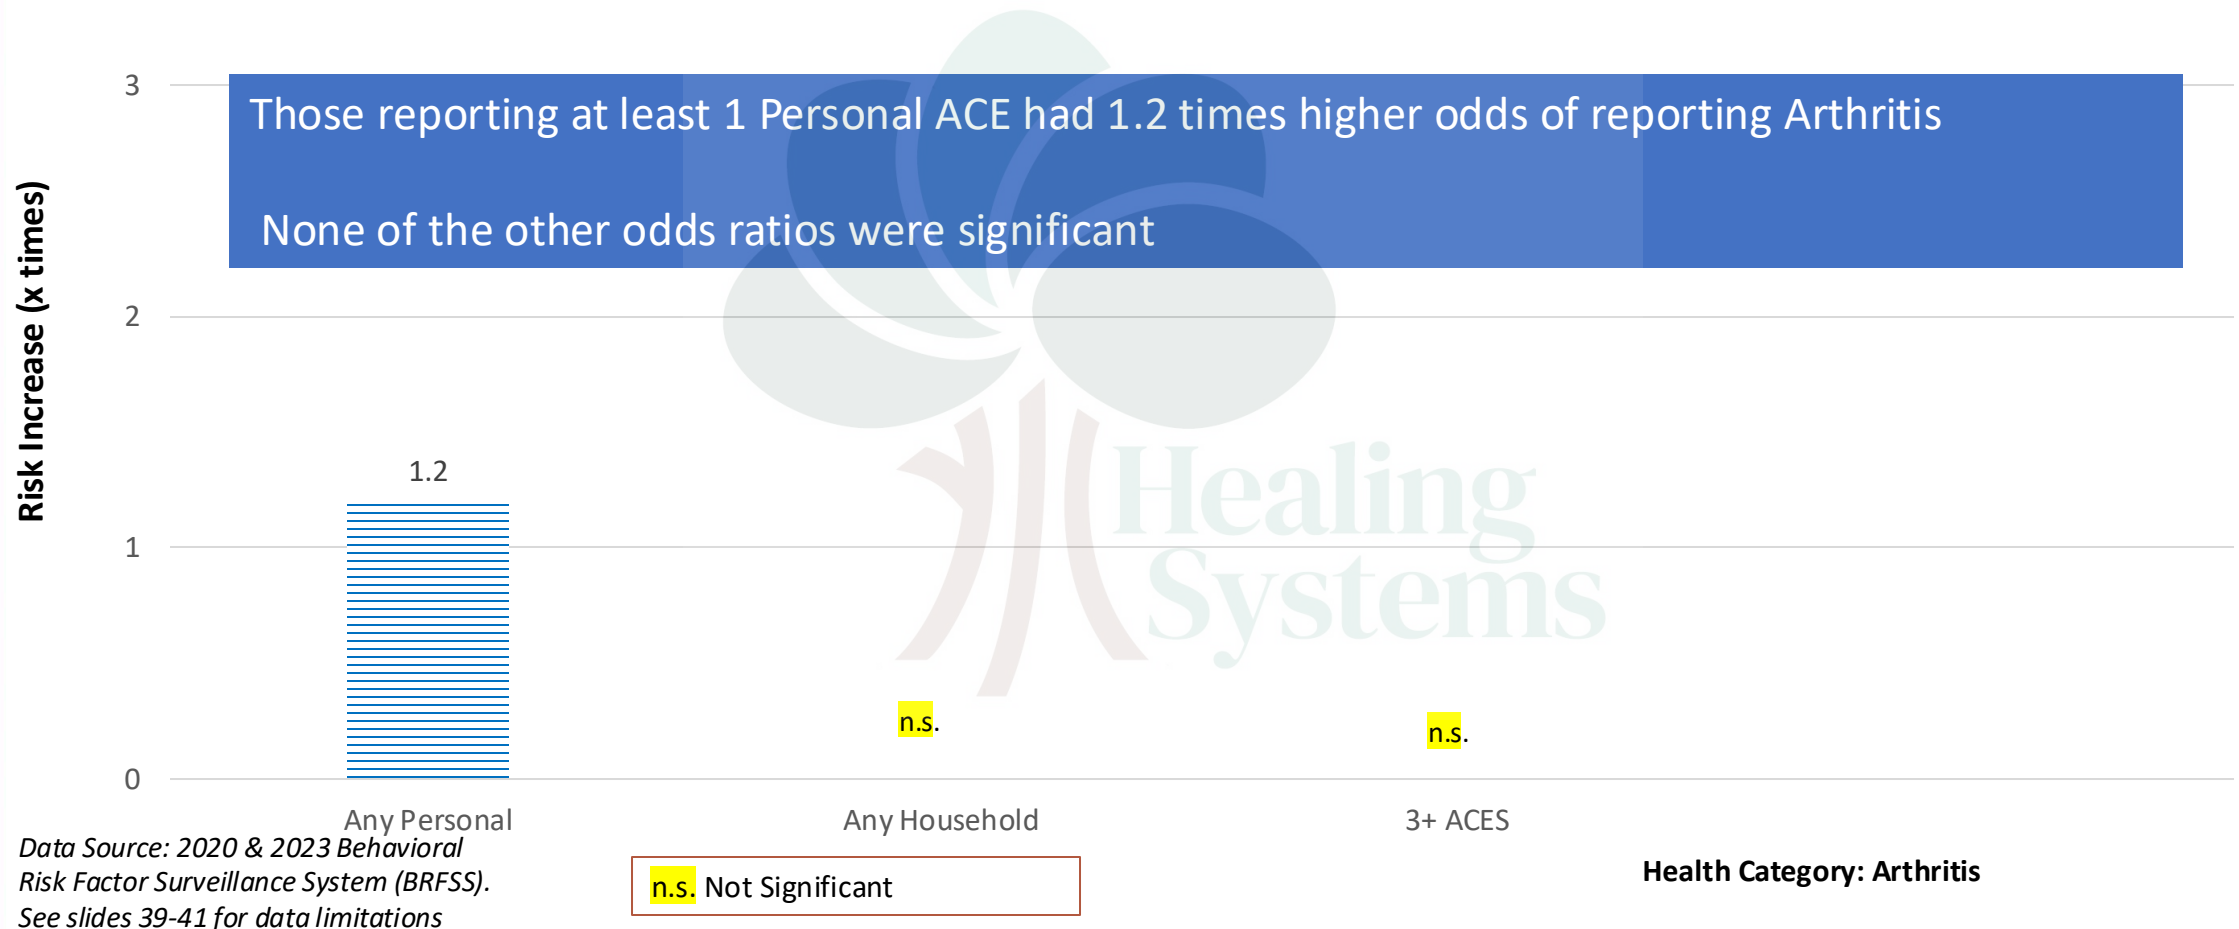 Those reporting at least 1 Personal ACE had 1.2 times higher odds of reporting Arthritis
None of the other odds ratios were significant
Risk Increase (x times)
3
2
1
0
1.2
n.s.
n.s.
Healing
Systems
Any Personal
Any Household
3+ ACES
Data Source: 2020 & 2023 Behavioral
Risk Factor Surveillance System (BRFSS).
See slides 39-41 for data limitations
n.s. Not Significant
Health Category: Arthritis